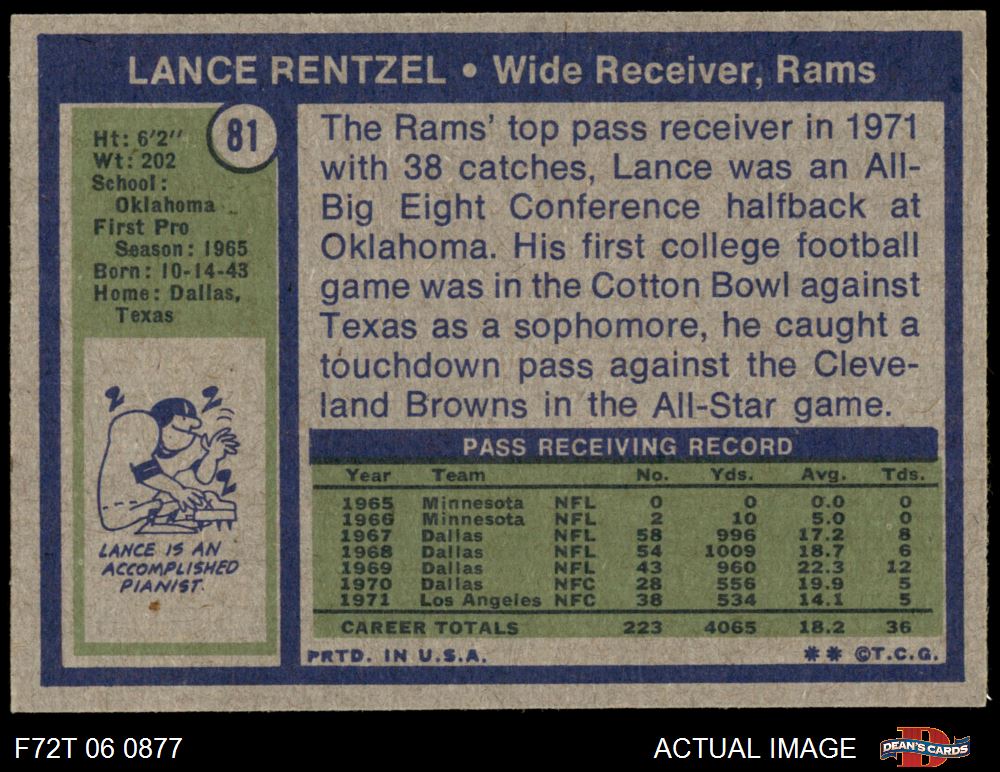 LANCE RENTZEL • Wide Receiver, Rams
81
Ht: 6'2''
Wt: 202
School:
Oklahoma
First Pro
Season: 1965
Born: 10-14-43
Home: Dallas,
Texas
The Rams' top pass receiver in 1971
with 38 catches, Lance was an All-
Big Eight Conference halfback at
Oklahoma. His first college football
game was in the Cotton Bowl against
Texas as a sophomore, he caught a
touchdown pass against the Cleve-
land Browns in the All-Star game.
LANCE IS AN
ACCOMPLISHED
PIANIST.
PASS RECEIVING RECORD
Year Team No. Yds. Avg. Tds.
1965 Minnesota NFL 0 0 0.0 0
1966 Minnesota NFL 2 10 5.0 0
1967 Dallas NFL 58 996 17.2 8
1968 Dallas NFL 54 1009 18.7 6
1969 Dallas NFL 43 960 22.3 12
1970 Dallas NFC 28 556 19.9 5
1971 Los Angeles NFC 38 534 14.1 5
CAREER TOTALS 223 4065 18.2 36
PRTD. IN U.S.A. ** ©T.C.G.
F72T 06 0877 ACTUAL IMAGE DEAN'S CARDS